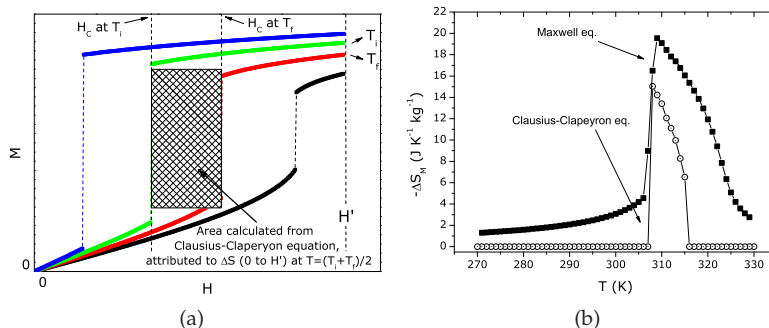 H_C at T_i
H_C at T_f
T_i
T_f
M
H'
Area calculated from
Clausius-Claperyon equation,
attributed to ΔS (0 to H') at T=(T_i+T_f)/2
0
0
H
(a)
22
20
18
16
14
12
10
8
6
4
2
0
-ΔS_M (J K^-1 kg^-1)
Maxwell eq.
Clausius-Clapeyron eq.
270 280 290 300 310 320 330
T (K)
(b)